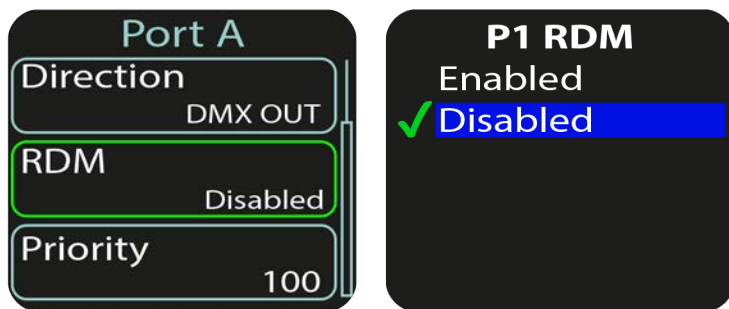 Port A
Direction
DMX OUT
RDM
Disabled
Priority
100
P1 RDM
Enabled
Disabled